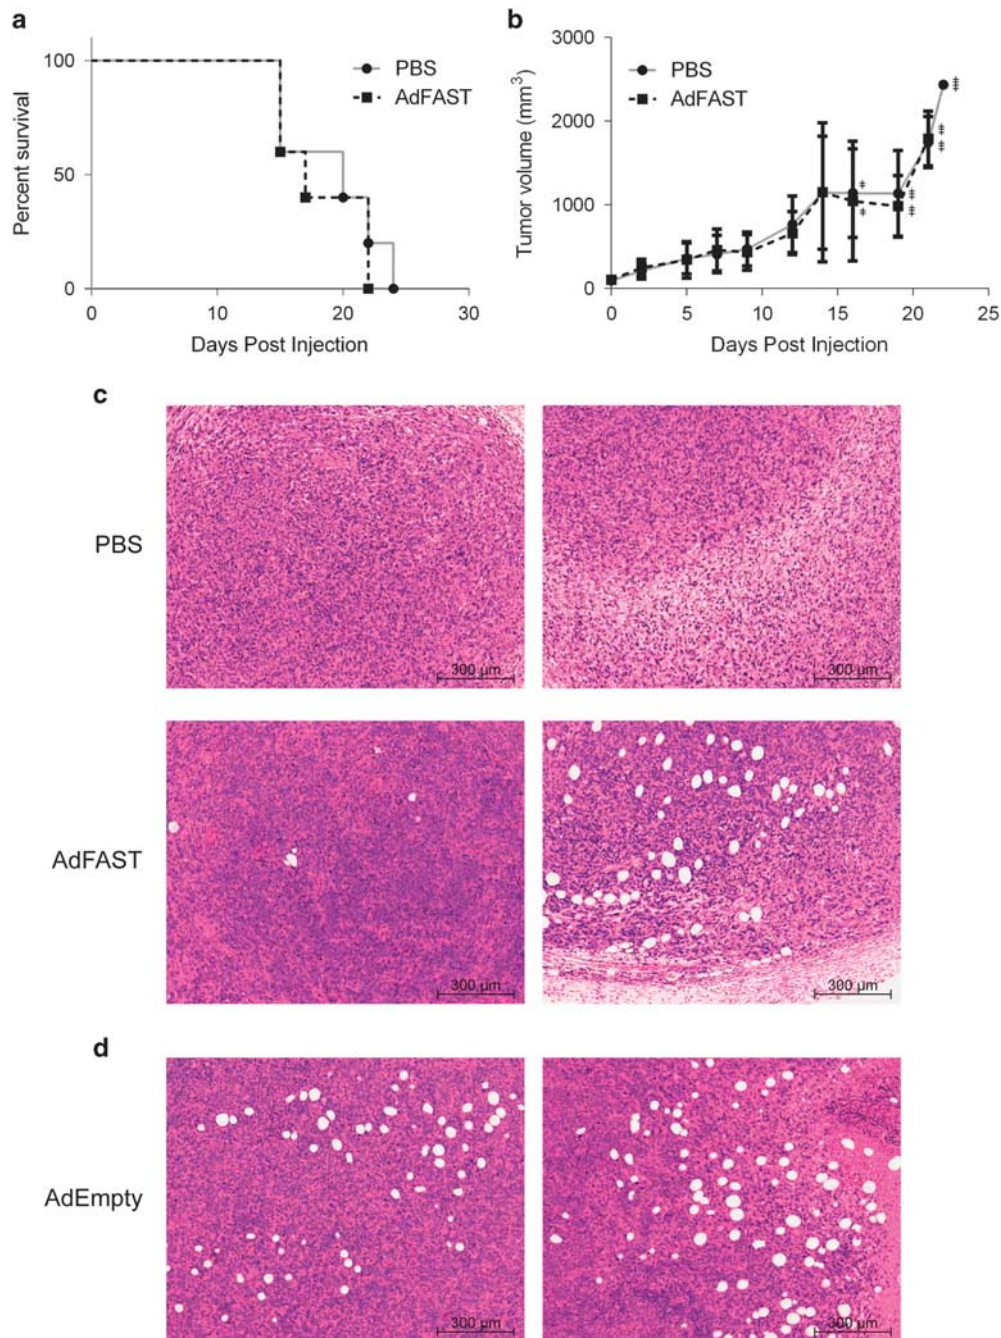 a
100
50
0
Percent survival
0
10
20
30
Days Post Injection
PBS
AdFAST
b
3000
2000
1000
0
Tumor volume (mm³)
0
5
10
15
20
25
Days Post Injection
PBS
AdFAST
‡
‡
‡‡
‡‡
‡‡
‡‡
‡‡‡
c
PBS
300 µm
300 µm
AdFAST
300 µm
300 µm
d
AdEmpty
300 µm
300 µm